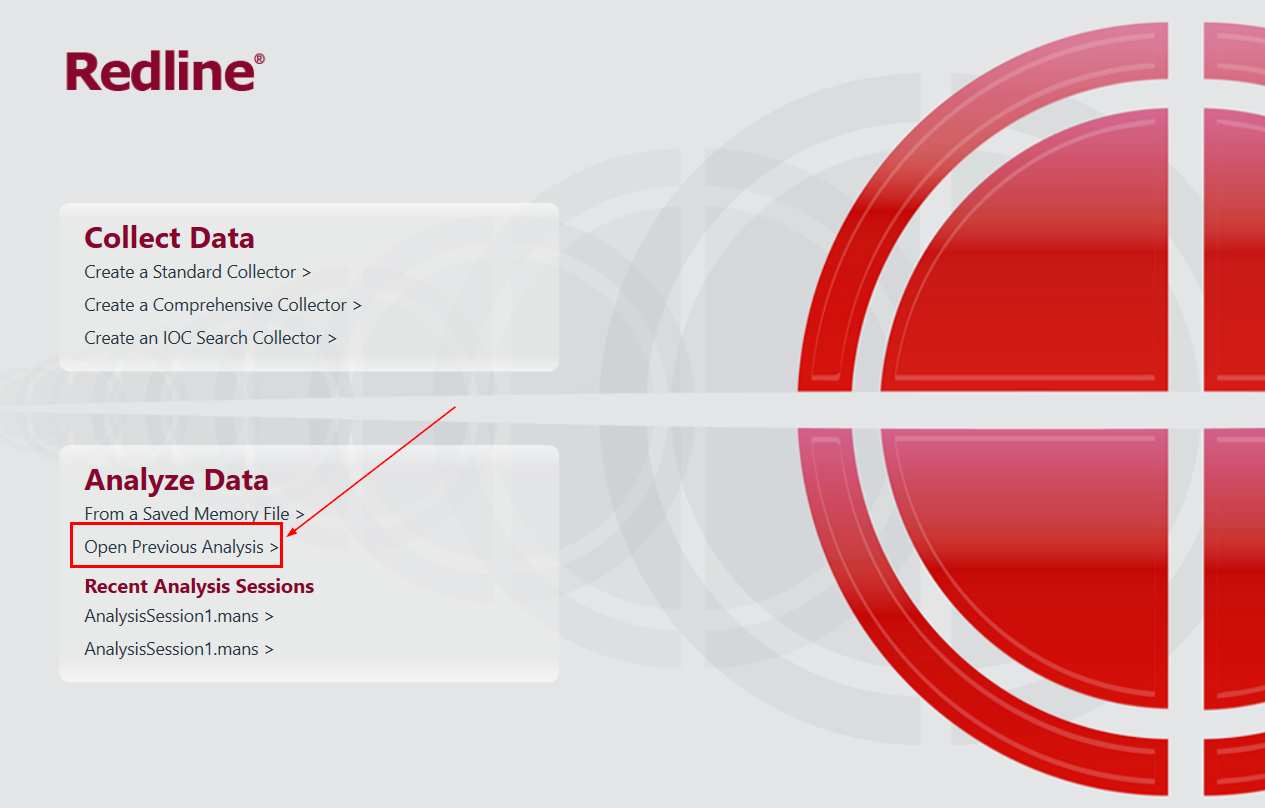 Redline®
Collect Data
Create a Standard Collector >
Create a Comprehensive Collector >
Create an IOC Search Collector >
Analyze Data
From a Saved Memory File >
Open Previous Analysis >
Recent Analysis Sessions
AnalysisSession1.mans >
AnalysisSession1.mans >